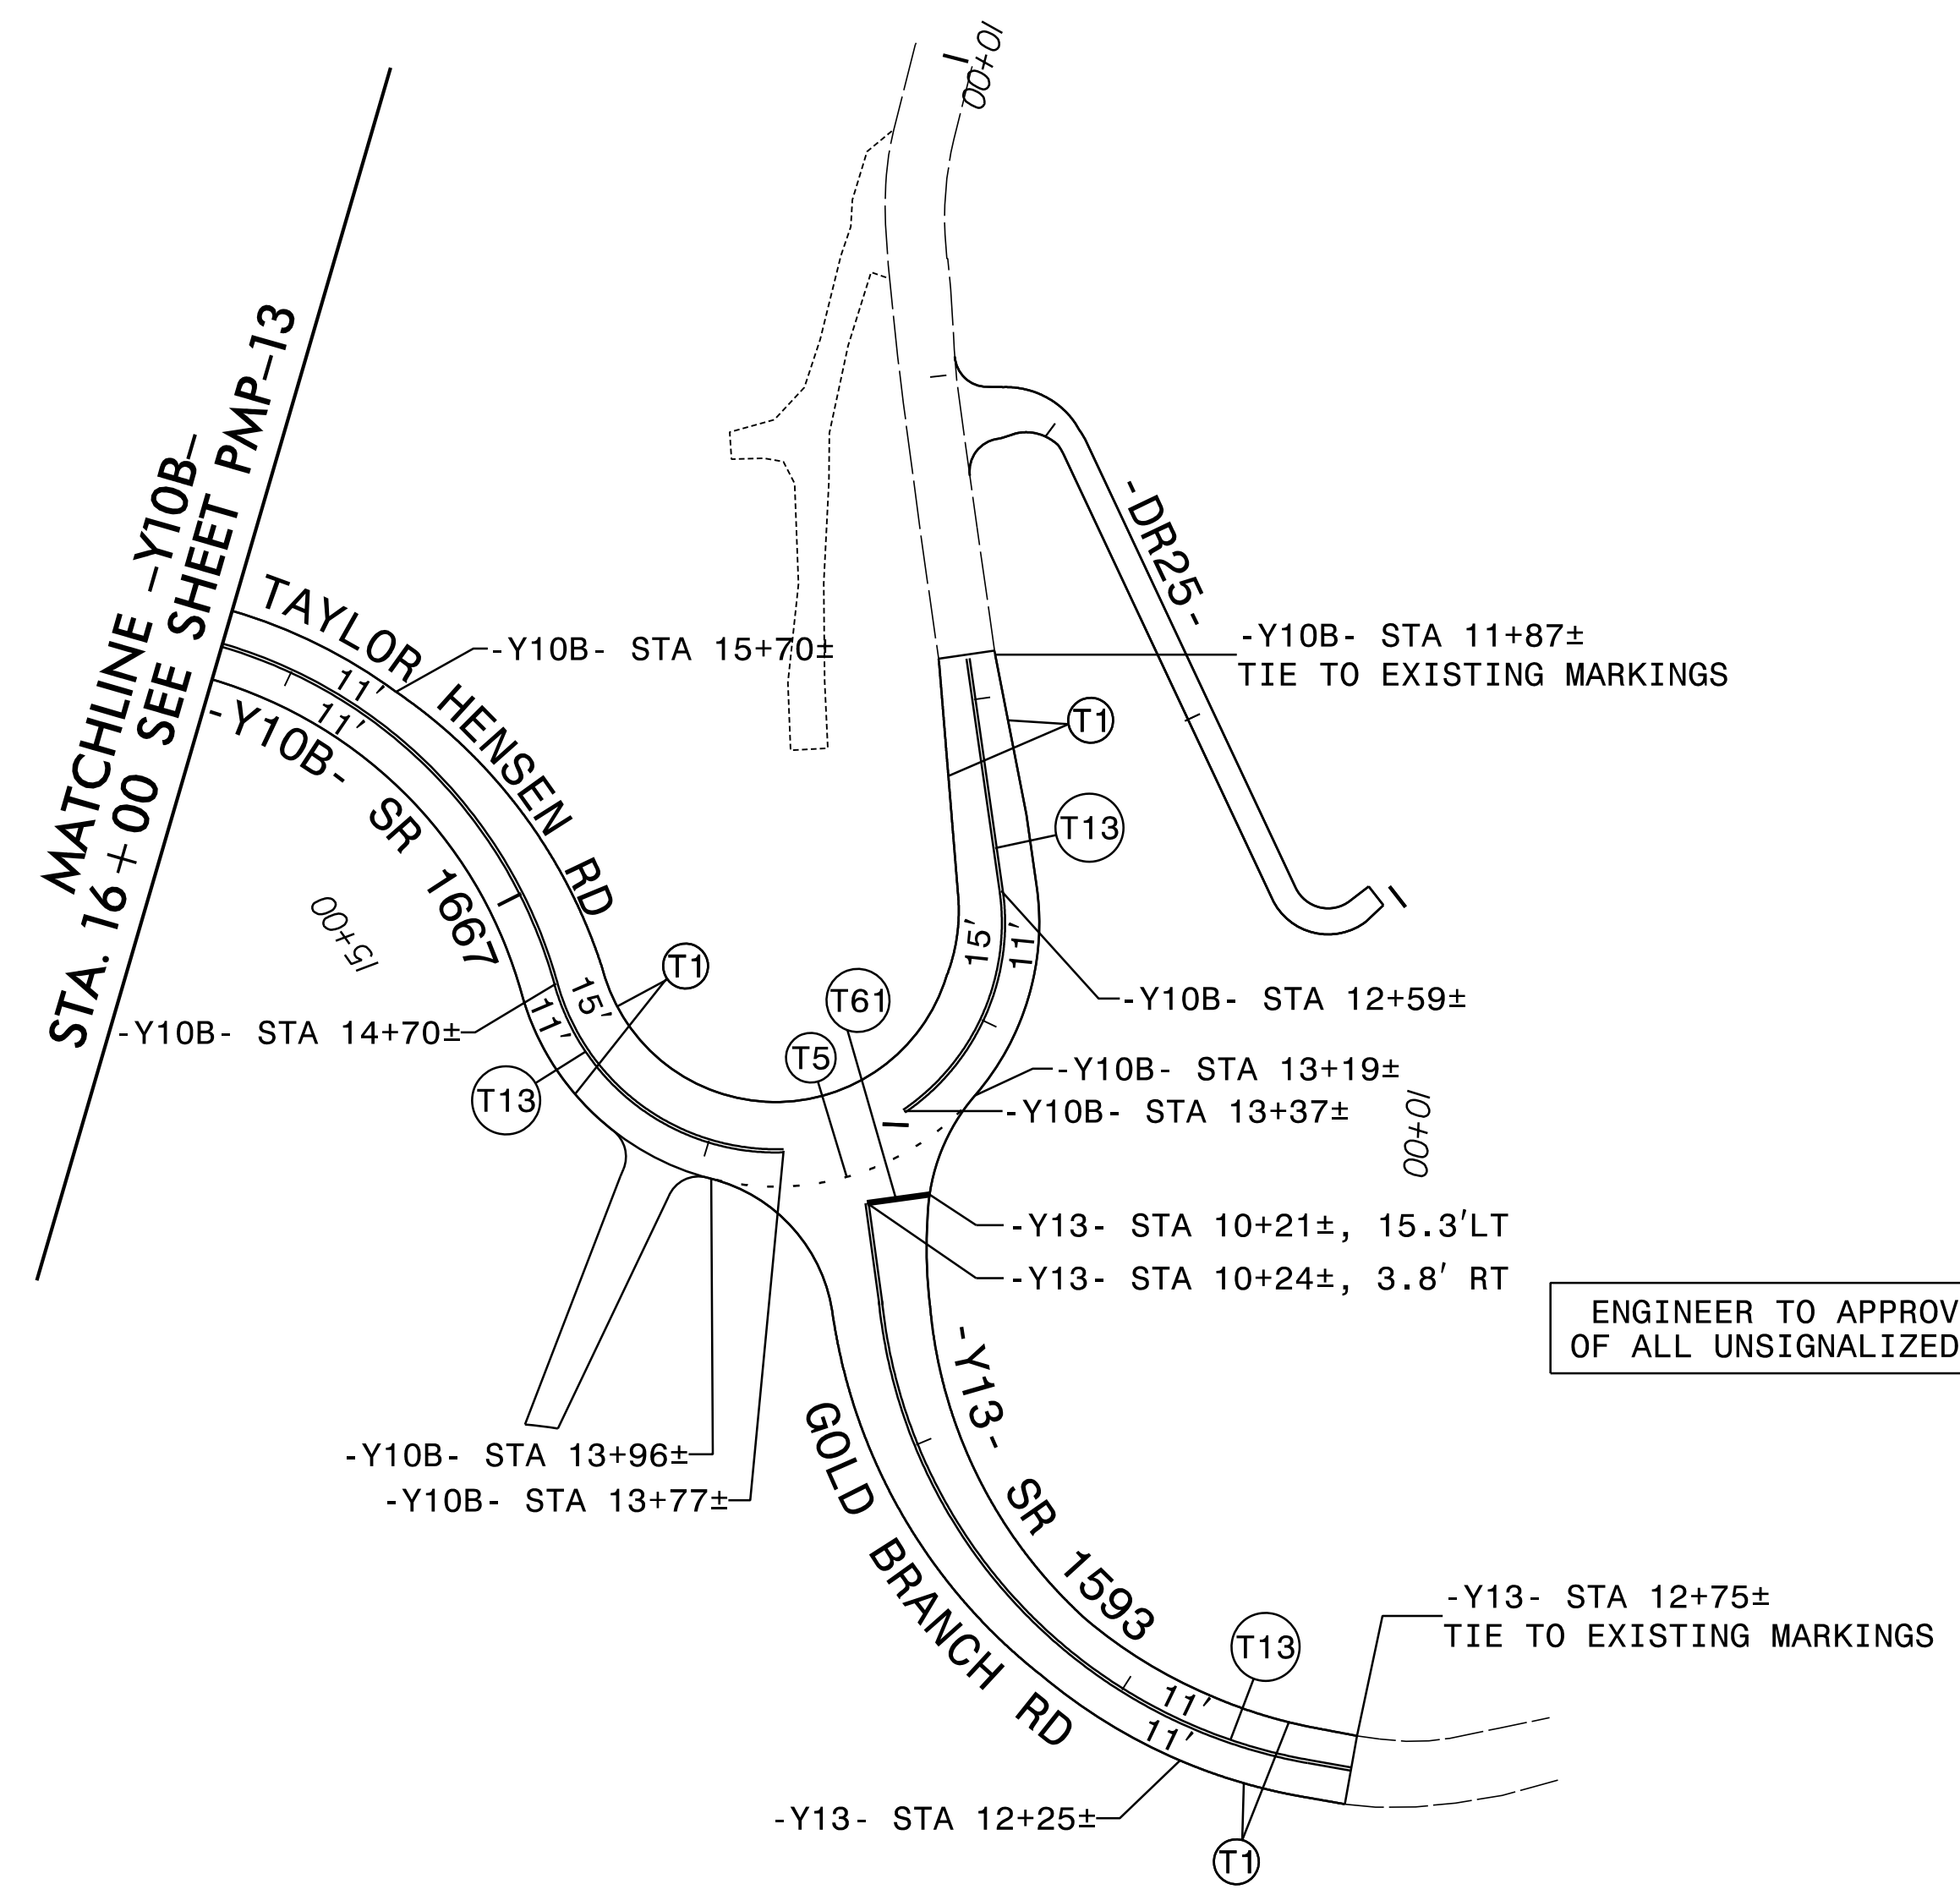 10+00
MATCHLINE -Y10B-
STA. 16+00 SEE SHEET PMP-13
TAYLOR HENSEN RD
-Y10B- SR 1667
11'
11'
-Y10B- STA 15+70±
-DR25-
-Y10B- STA 11+87±
TIE TO EXISTING MARKINGS
T1
T13
15+00
15'
11'
T1
T61
-Y10B- STA 12+59±
15'
11'
-Y10B- STA 14+70±
T5
T13
-Y10B- STA 13+19±
-Y10B- STA 13+37±
10+00
-Y13- STA 10+21±, 15.3'LT
-Y13- STA 10+24±, 3.8' RT
ENGINEER TO APPROV
OF ALL UNSIGNALIZED
-Y13- SR 1593
GOLD BRANCH RD
-Y10B- STA 13+96±
-Y10B- STA 13+77±
-Y13- STA 12+75±
TIE TO EXISTING MARKINGS
T13
11'
11'
-Y13- STA 12+25±
T1